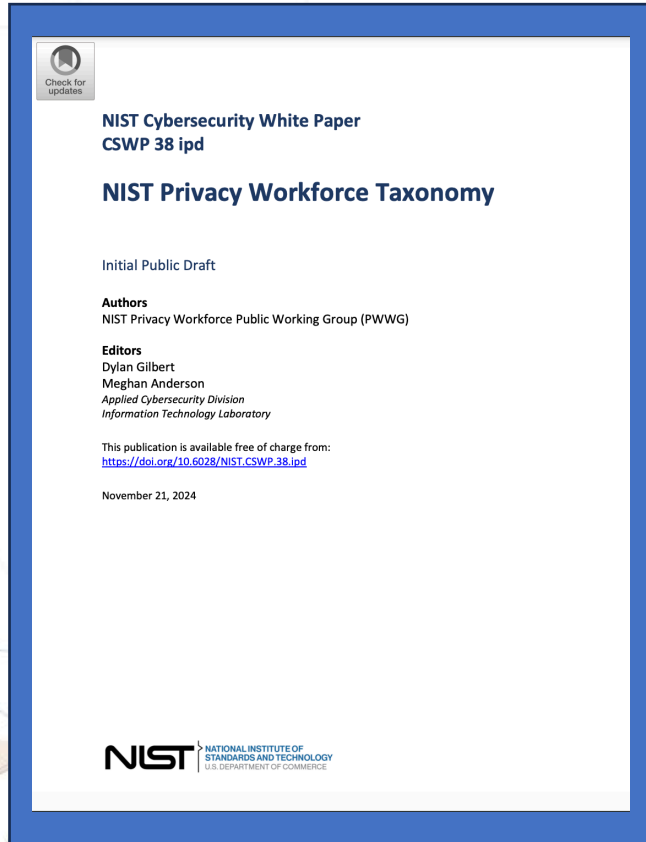 Check for
updates
NIST Cybersecurity White Paper
CSWP 38 ipd
NIST Privacy Workforce Taxonomy
Initial Public Draft
Authors
NIST Privacy Workforce Public Working Group (PWWG)
Editors
Dylan Gilbert
Meghan Anderson
Applied Cybersecurity Division
Information Technology Laboratory
This publication is available free of charge from:
https://doi.org/10.6028/NIST.CSWP.38.ipd
November 21, 2024
NIST
NATIONAL INSTITUTE OF
STANDARDS AND TECHNOLOGY
U.S. DEPARTMENT OF COMMERCE